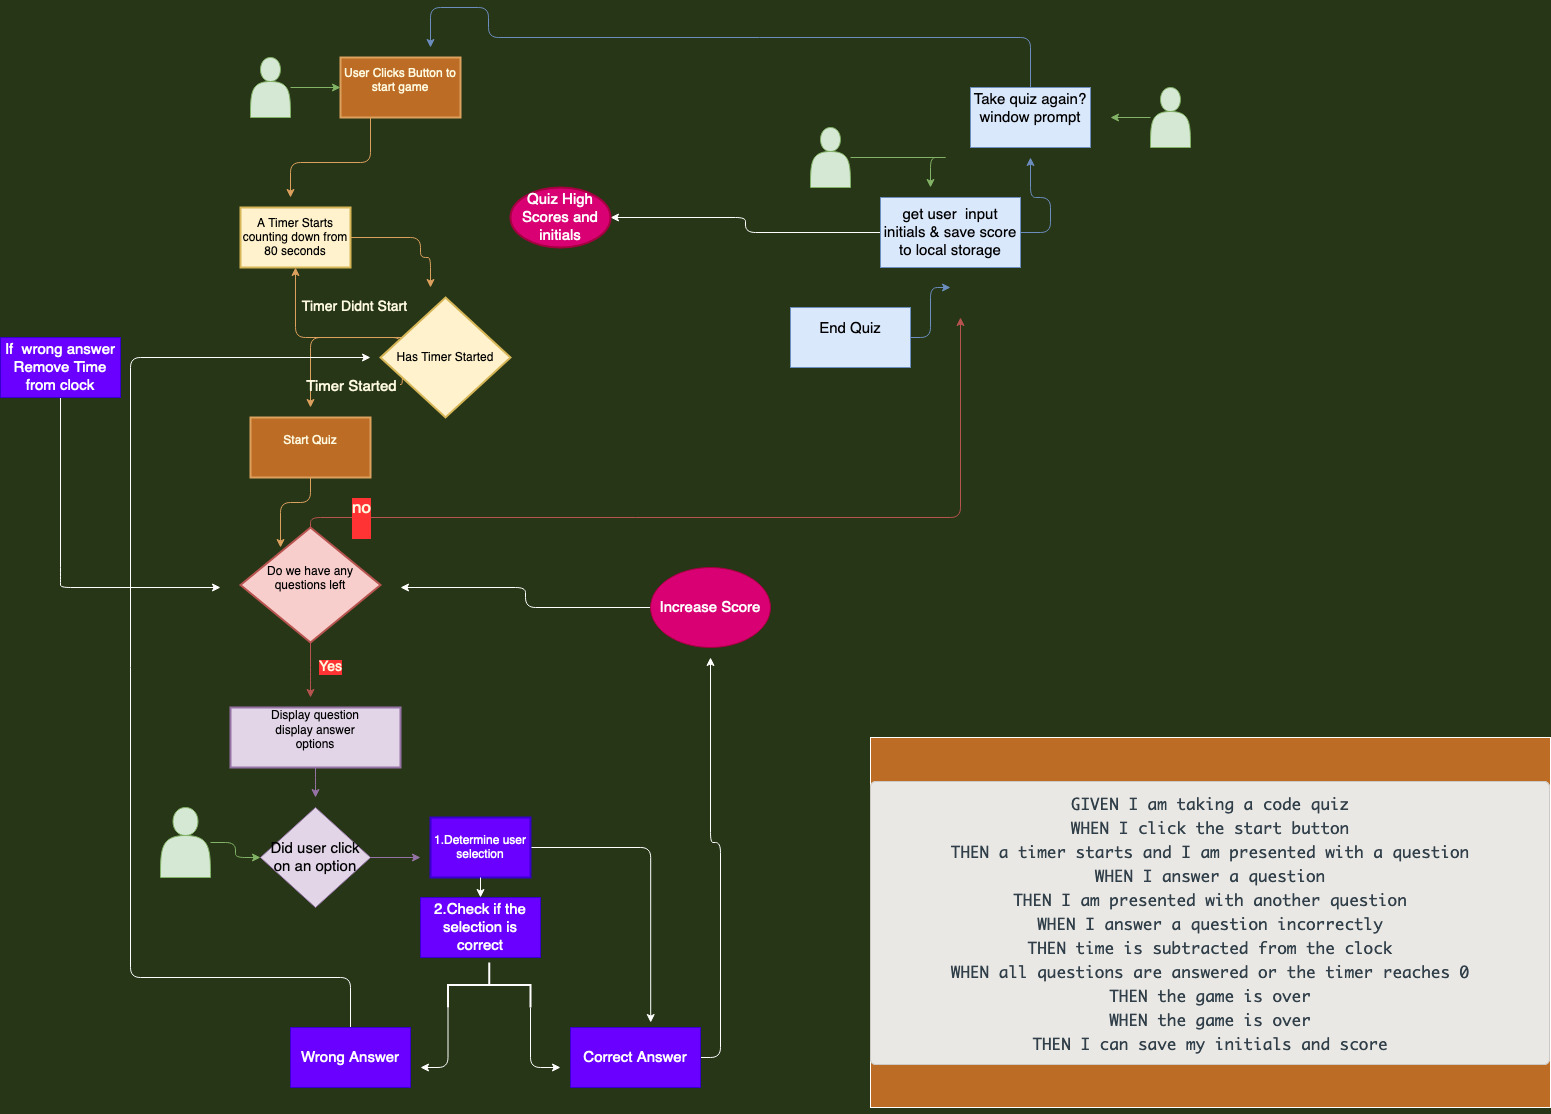 User Clicks Button to
start game
Take quiz again?
window prompt
Quiz High
Scores and
initials
get user  input
initials & save score
to local storage
A Timer Starts
counting down from
80 seconds
Timer Didnt Start
End Quiz
If  wrong answer
Remove Time
from clock
Has Timer Started
Timer Started
Start Quiz
no
Do we have any
questions left
Increase Score
Yes
Display question
display answer
options
Did user click
on an option
1.Determine user
selection
2.Check if the
selection is
correct
Wrong Answer
Correct Answer
GIVEN I am taking a code quiz
WHEN I click the start button
THEN a timer starts and I am presented with a question
WHEN I answer a question
THEN I am presented with another question
WHEN I answer a question incorrectly
THEN time is subtracted from the clock
WHEN all questions are answered or the timer reaches 0
THEN the game is over
WHEN the game is over
THEN I can save my initials and score